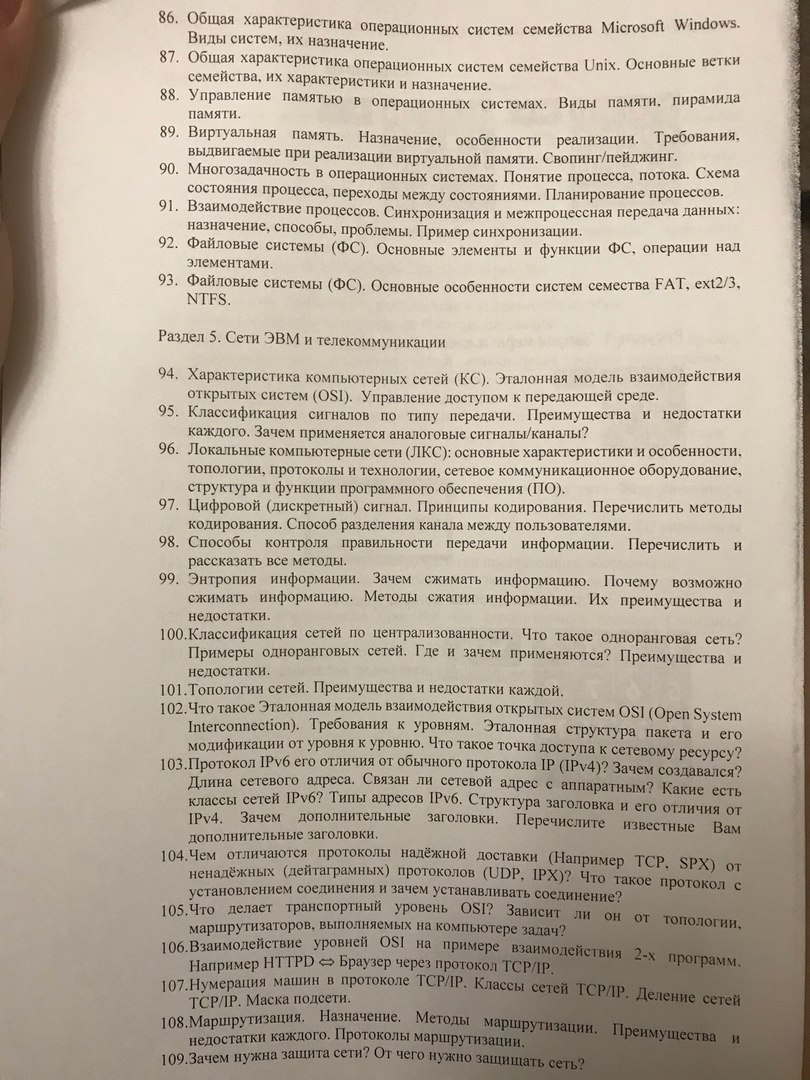 86. Общая характеристика операционных систем семейства Microsoft Windows.
Виды систем, их назначение.
87. Общая характеристика операционных систем семейства Unix. Основные ветки
семейства, их характеристики и назначение.
88. Управление памятью в операционных системах. Виды памяти, пирамида
памяти.
89. Виртуальная память. Назначение, особенности реализации. Требования,
выдвигаемые при реализации виртуальной памяти. Свопинг/пейджинг.
90. Многозадачность в операционных системах. Понятие процесса, потока. Схема
состояния процесса, переходы между состояниями. Планирование процессов.
91. Взаимодействие процессов. Синхронизация и межпроцессная передача данных:
назначение, способы, проблемы. Пример синхронизации.
92. Файловые системы (ФС). Основные элементы и функции ФС, операции над
элементами.
93. Файловые системы (ФС). Основные особенности систем семества FAT, ext2/3,
NTFS.
Раздел 5. Сети ЭВМ и телекоммуникации
94. Характеристика компьютерных сетей (КС). Эталонная модель взаимодействия
открытых систем (OSI). Управление доступом к передающей среде.
95. Классификация сигналов по типу передачи. Преимущества и недостатки
каждого. Зачем применяется аналоговые сигналы/каналы?
96. Локальные компьютерные сети (ЛКС): основные характеристики и особенности,
топологии, протоколы и технологии, сетевое коммуникационное оборудование,
структура и функции программного обеспечения (ПО).
97. Цифровой (дискретный) сигнал. Принципы кодирования. Перечислить методы
кодирования. Способ разделения канала между пользователями.
98. Способы контроля правильности передачи информации. Перечислить и
рассказать все методы.
99. Энтропия информации. Зачем сжимать информацию. Почему возможно
сжимать информацию. Методы сжатия информации. Их преимущества и
недостатки.
100.Классификация сетей по централизованности. Что такое одноранговая сеть?
Примеры одноранговых сетей. Где и зачем применяются? Преимущества и
недостатки.
101.Топологии сетей. Преимущества и недостатки каждой.
102.Что такое Эталонная модель взаимодействия открытых систем OSI (Open System
Interconnection). Требования к уровням. Эталонная структура пакета и его
модификации от уровня к уровню. Что такое точка доступа к сетевому ресурсу?
103.Протокол IPv6 его отличия от обычного протокола IP (IPv4)? Зачем создавался?
Длина сетевого адреса. Связан ли сетевой адрес с аппаратным? Какие есть
классы сетей IPv6? Типы адресов IPv6. Структура заголовка и его отличия от
IPv4. Зачем дополнительные заголовки. Перечислите известные Вам
дополнительные заголовки.
104.Чем отличаются протоколы надёжной доставки (Например TCP, SPX) от
ненадёжных (дейтаграмных) протоколов (UDP, IPX)? Что такое протокол с
установлением соединения и зачем устанавливать соединение?
105.Что делает транспортный уровень OSI? Зависит ли он от топологии,
маршрутизаторов, выполняемых на компьютере задач?
106.Взаимодействие уровней OSI на примере взаимодействия 2-х программ.
Например HTTPD ⇔ Браузер через протокол TCP/IP.
107.Нумерация машин в протоколе TCP/IP. Классы сетей TCP/IP. Деление сетей
TCP/IP. Маска подсети.
108.Маршрутизация. Назначение. Методы маршрутизации. Преимущества и
недостатки каждого. Протоколы маршрутизации.
109.Зачем нужна защита сети? От чего нужно защищать сеть?